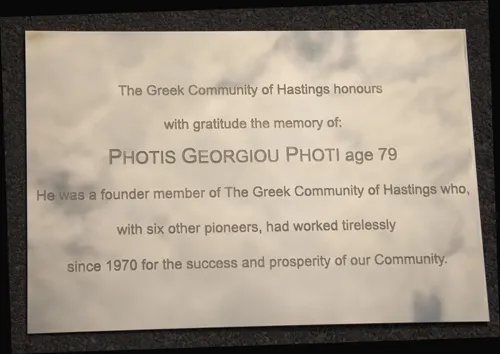 The Greek Community of Hastings honours
with gratitude the memory of:
PHOTIS GEORGIOU PHOTI age 79
He was a founder member of The Greek Community of Hastings who,
with six other pioneers, had worked tirelessly
since 1970 for the success and prosperity of our Community.